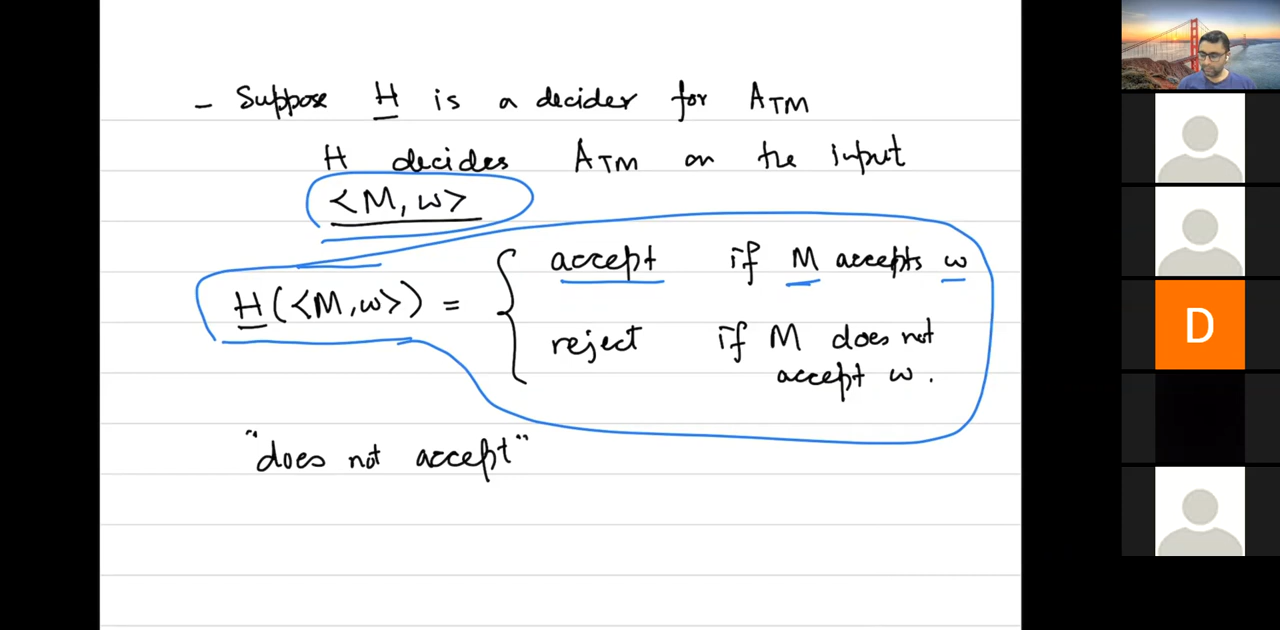 - Suppose H is a decider for ATM
H decides ATM on the input
<M, w>
H(<M, w>) = { accept if M accepts w
reject if M does not
accept w.
"does not accept"
D